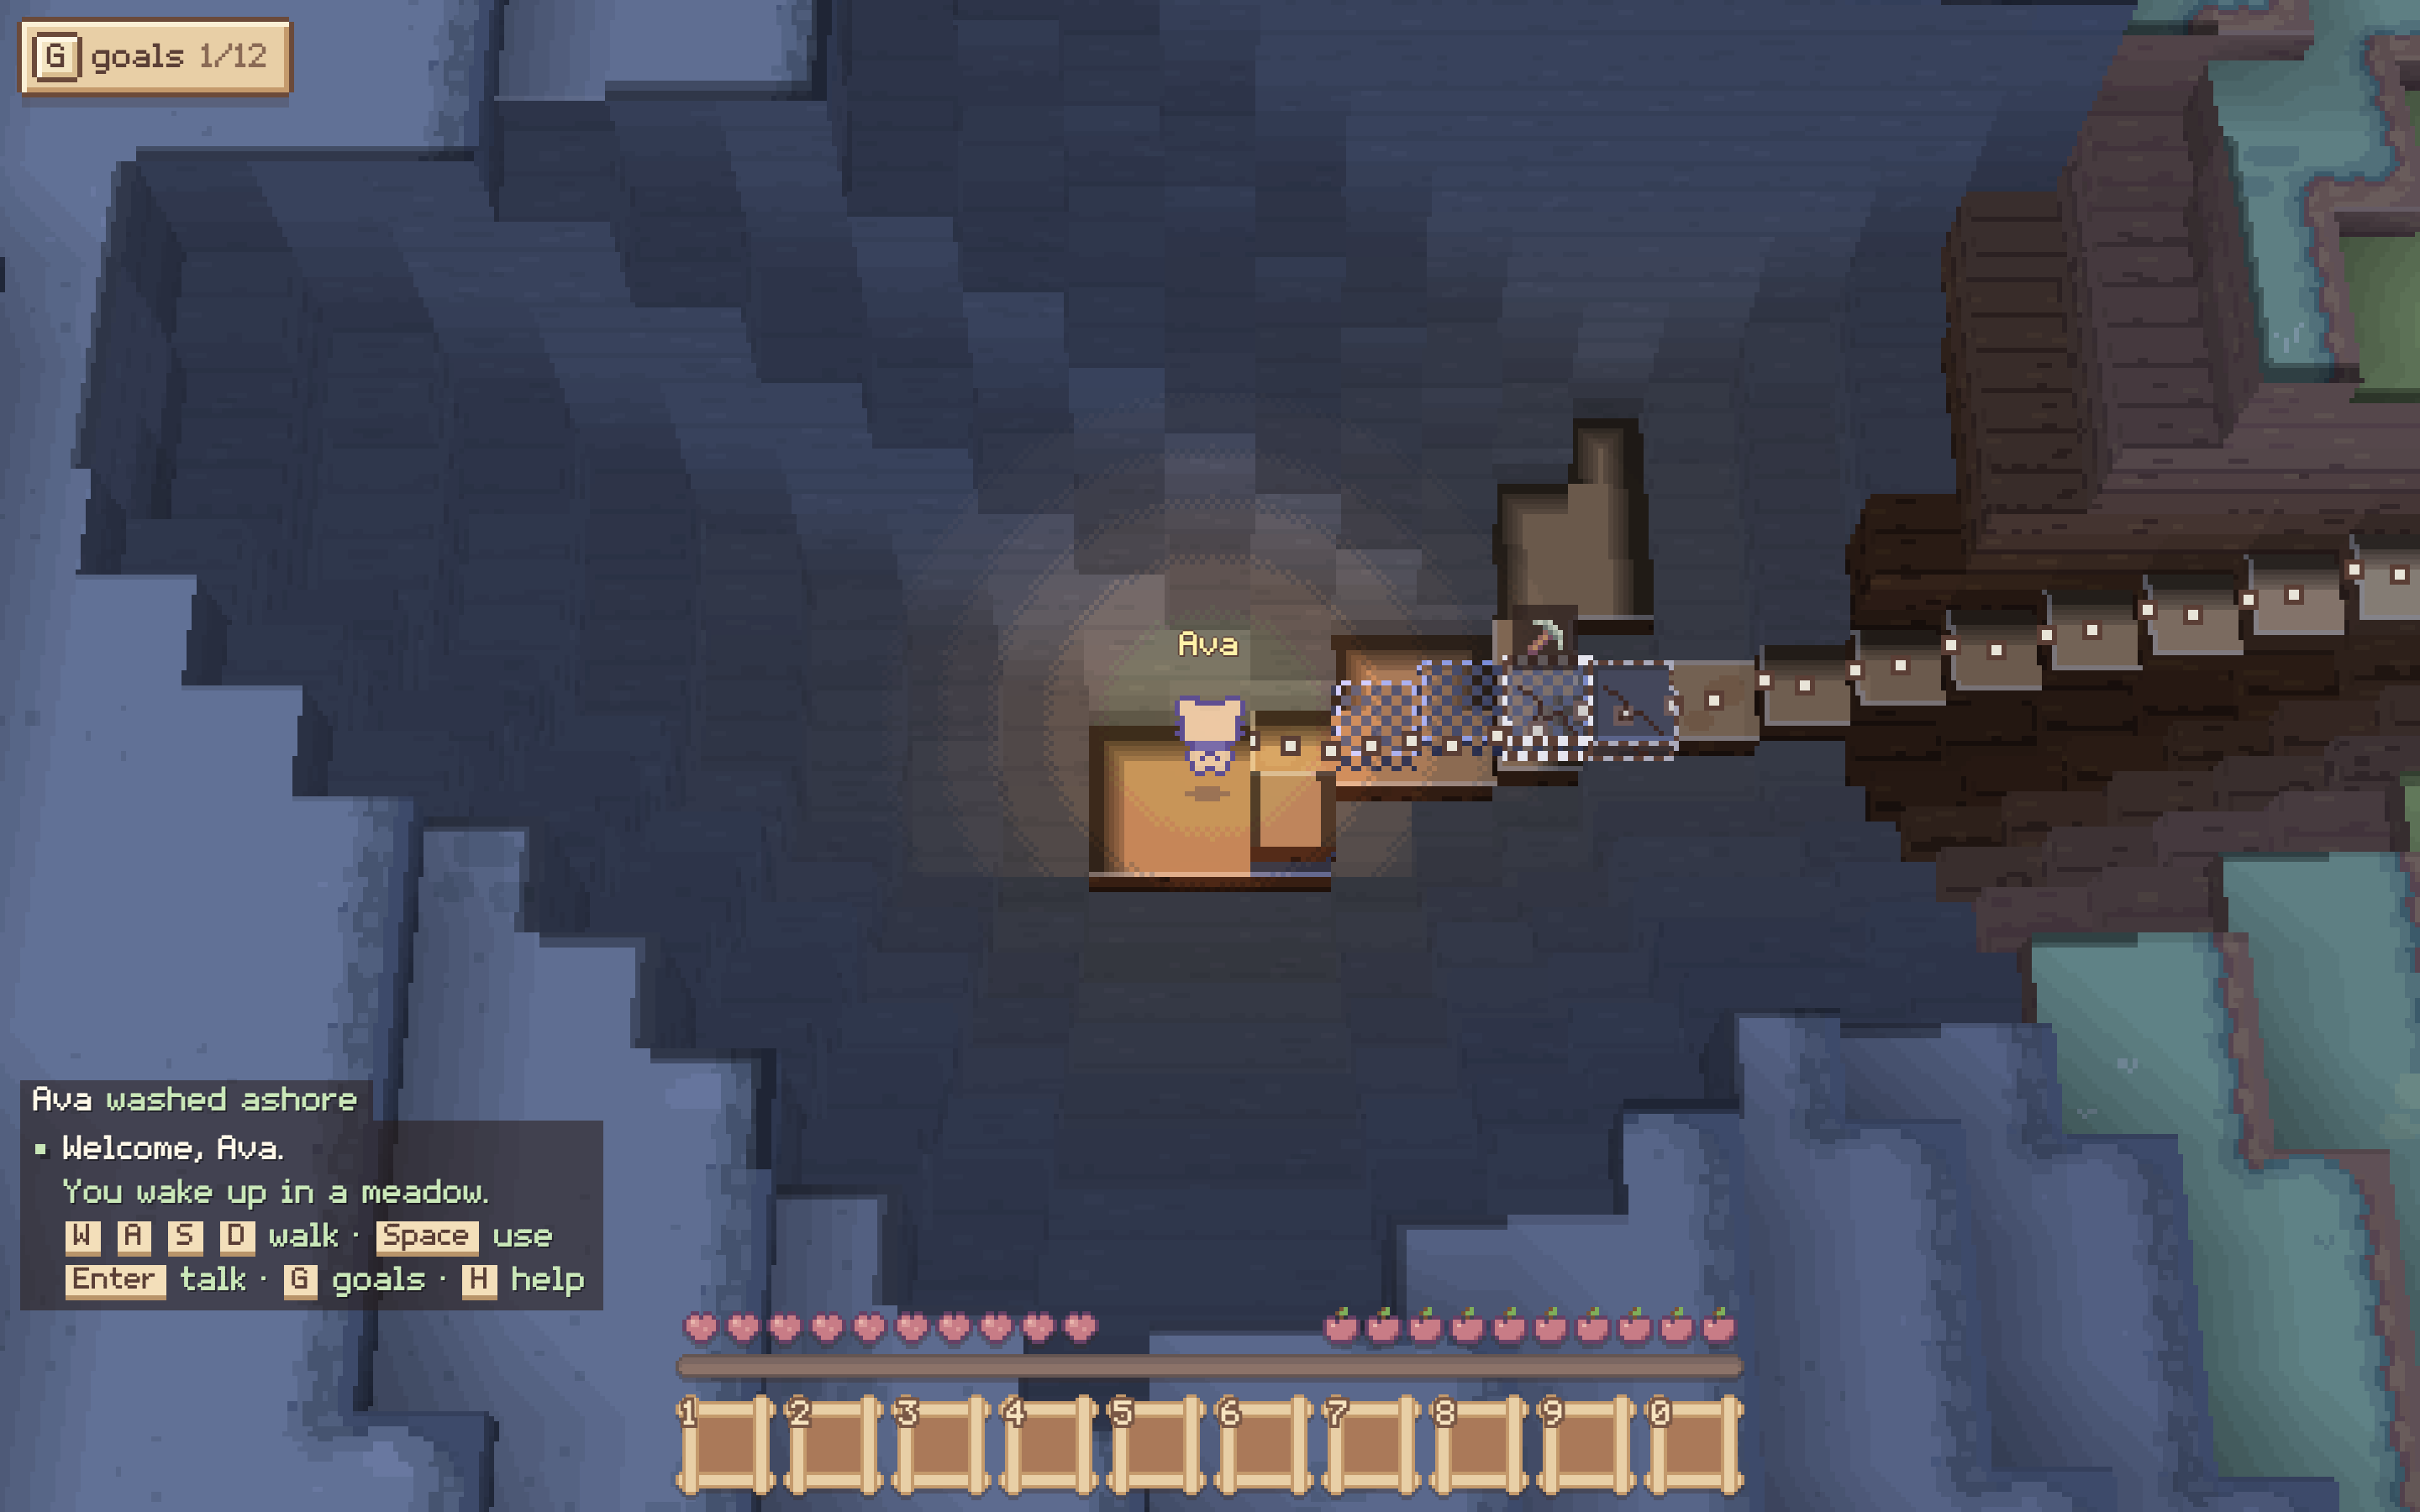 G goals 1/12
Ava
Ava washed ashore
Welcome, Ava.
You wake up in a meadow.
W A S D walk · Space use
Enter talk · G goals · H help
1 2 3 4 5 6 7 8 9 0